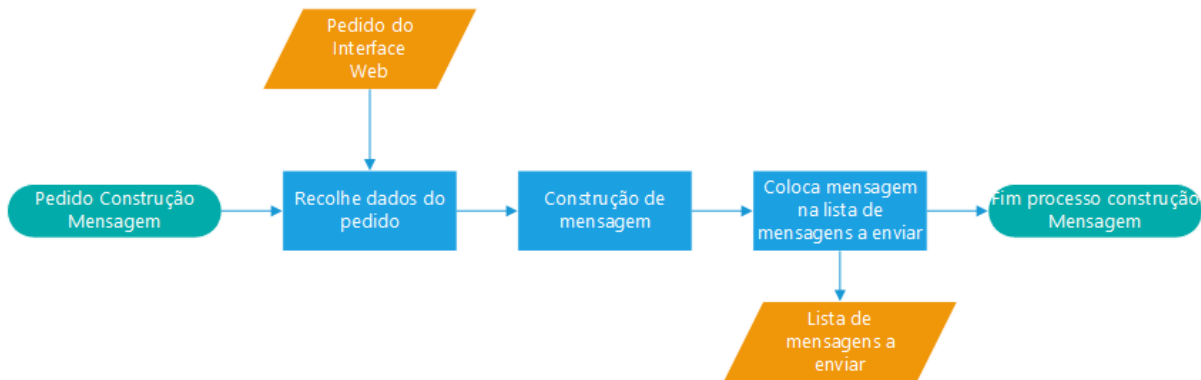 Pedido do
Interface
Web
Pedido Construção
Mensagem
Recolhe dados do
pedido
Construção de
mensagem
Coloca mensagem
na lista de
mensagens a enviar
Fim processo construção
Mensagem
Lista de
mensagens a
enviar